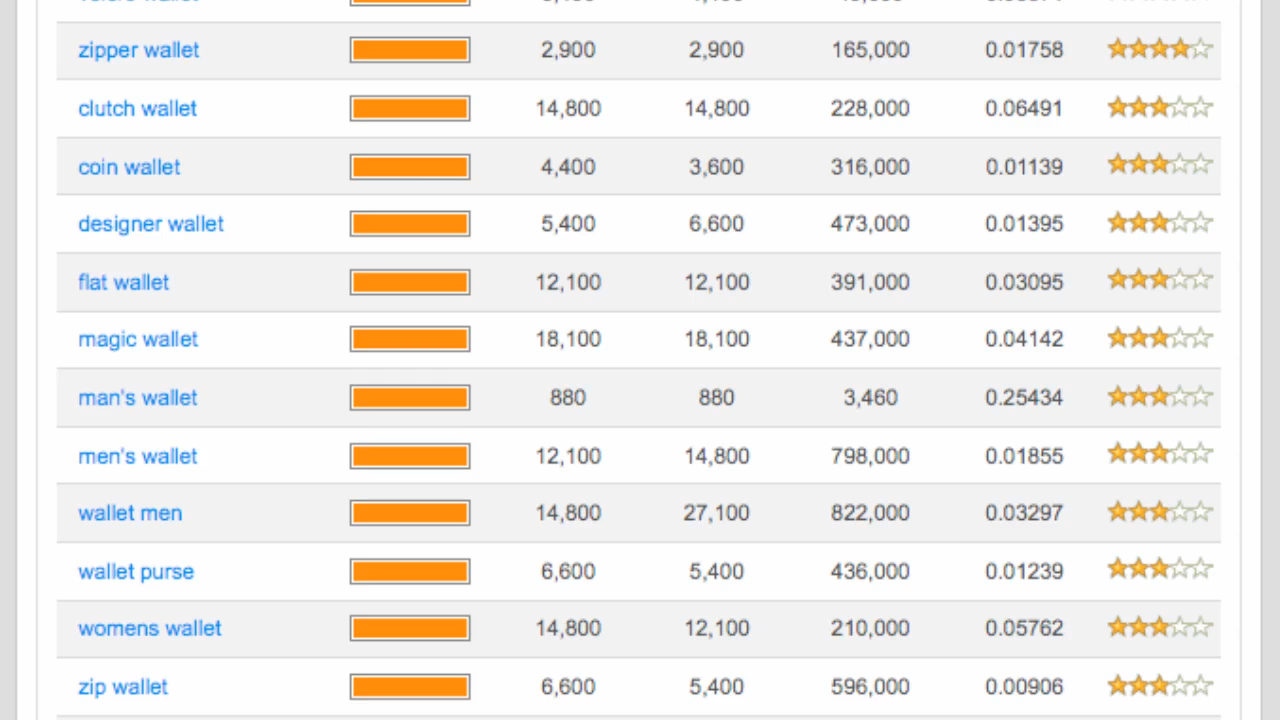 zipper wallet 2,900 2,900 165,000 0.01758
clutch wallet 14,800 14,800 228,000 0.06491
coin wallet 4,400 3,600 316,000 0.01139
designer wallet 5,400 6,600 473,000 0.01395
flat wallet 12,100 12,100 391,000 0.03095
magic wallet 18,100 18,100 437,000 0.04142
man's wallet 880 880 3,460 0.25434
men's wallet 12,100 14,800 798,000 0.01855
wallet men 14,800 27,100 822,000 0.03297
wallet purse 6,600 5,400 436,000 0.01239
womens wallet 14,800 12,100 210,000 0.05762
zip wallet 6,600 5,400 596,000 0.00906